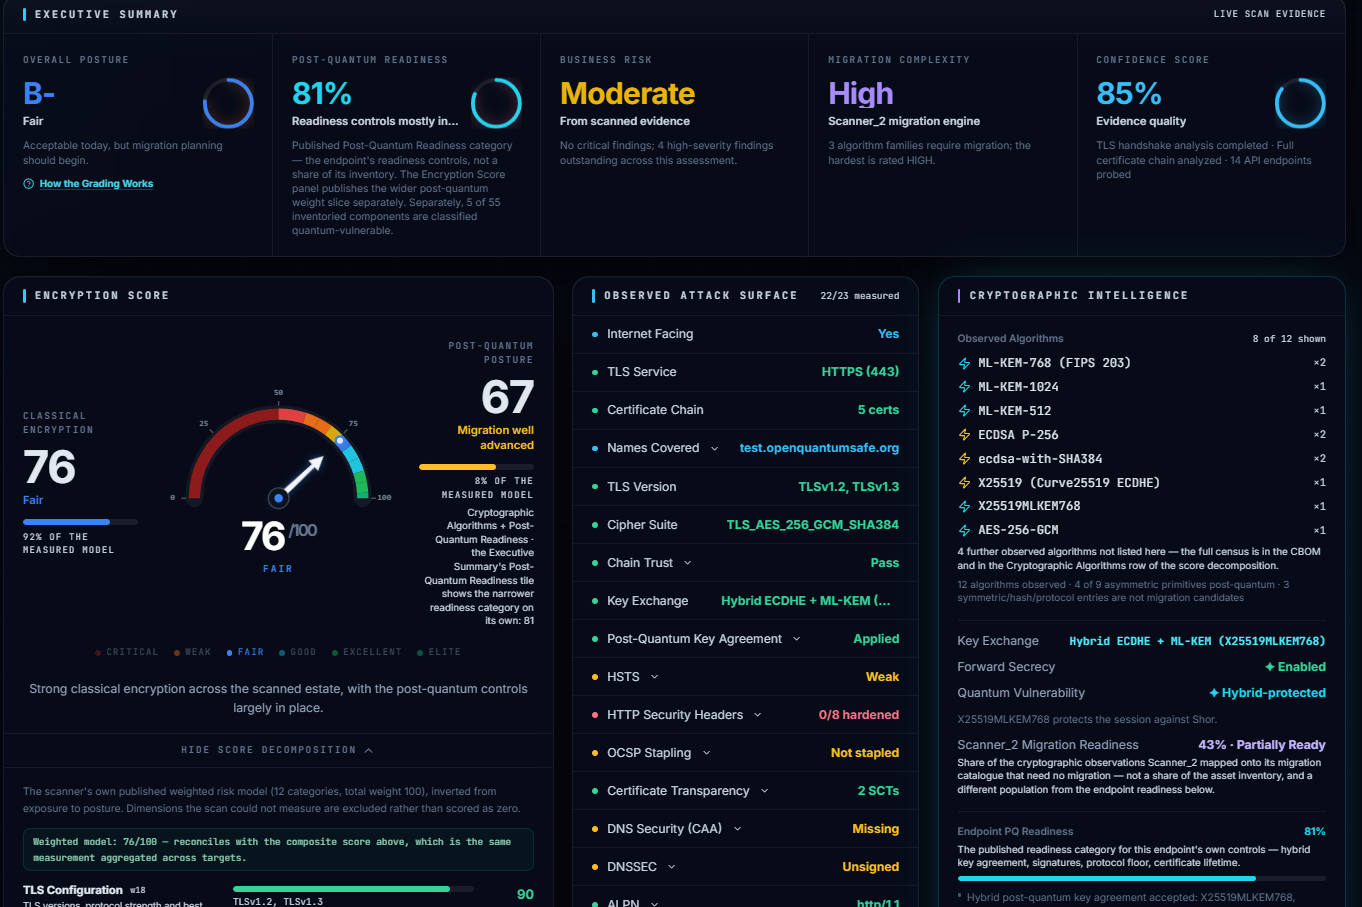 EXECUTIVE SUMMARY
LIVE SCAN EVIDENCE
OVERALL POSTURE
B-
Fair
Acceptable today, but migration planning
should begin.
How the Grading Works
POST-QUANTUM READINESS
81%
Readiness controls mostly in...
Published Post-Quantum Readiness category
— the endpoint's readiness controls, not a
share of its inventory. The Encryption Score
panel publishes the wider post-quantum
weight slice separately. Separately, 5 of 55
inventoried components are classified
quantum-vulnerable.
BUSINESS RISK
Moderate
From scanned evidence
No critical findings; 4 high-severity findings
outstanding across this assessment.
MIGRATION COMPLEXITY
High
Scanner_2 migration engine
3 algorithm families require migration; the
hardest is rated HIGH.
CONFIDENCE SCORE
85%
Evidence quality
TLS handshake analysis completed · Full
certificate chain analyzed · 14 API endpoints
probed
ENCRYPTION SCORE
CLASSICAL
ENCRYPTION
76
Fair
92% OF THE
MEASURED MODEL
0
25
50
75
100
76 /100
FAIR
POST-QUANTUM
POSTURE
67
Migration well
advanced
8% OF THE
MEASURED MODEL
Cryptographic
Algorithms + Post-
Quantum Readiness ·
the Executive
Summary's Post-
Quantum Readiness tile
shows the narrower
readiness category on
its own: 81
CRITICAL WEAK FAIR GOOD EXCELLENT ELITE
Strong classical encryption across the scanned estate, with the post-quantum controls
largely in place.
HIDE SCORE DECOMPOSITION
The scanner's own published weighted risk model (12 categories, total weight 100), inverted from
exposure to posture. Dimensions the scan could not measure are excluded rather than scored as zero.
Weighted model: 76/100 — reconciles with the composite score above, which is the same
measurement aggregated across targets.
TLS Configuration w18
90
TLS versions, protocol strength and best
TLSv1.2, TLSv1.3
OBSERVED ATTACK SURFACE 22/23 measured
Internet Facing Yes
TLS Service HTTPS (443)
Certificate Chain 5 certs
Names Covered test.openquantumsafe.org
TLS Version TLSv1.2, TLSv1.3
Cipher Suite TLS_AES_256_GCM_SHA384
Chain Trust Pass
Key Exchange Hybrid ECDHE + ML-KEM (...
Post-Quantum Key Agreement Applied
HSTS Weak
HTTP Security Headers 0/8 hardened
OCSP Stapling Not stapled
Certificate Transparency 2 SCTs
DNS Security (CAA) Missing
DNSSEC Unsigned
ALPN http/1.1
CRYPTOGRAPHIC INTELLIGENCE
Observed Algorithms 8 of 12 shown
ML-KEM-768 (FIPS 203) ×2
ML-KEM-1024 ×1
ML-KEM-512 ×1
ECDSA P-256 ×2
ecdsa-with-SHA384 ×2
X25519 (Curve25519 ECDHE) ×1
X25519MLKEM768 ×1
AES-256-GCM ×1
4 further observed algorithms not listed here — the full census is in the CBOM
and in the Cryptographic Algorithms row of the score decomposition.
12 algorithms observed · 4 of 9 asymmetric primitives post-quantum · 3
symmetric/hash/protocol entries are not migration candidates
Key Exchange Hybrid ECDHE + ML-KEM (X25519MLKEM768)
Forward Secrecy ✦ Enabled
Quantum Vulnerability ✦ Hybrid-protected
X25519MLKEM768 protects the session against Shor.
Scanner_2 Migration Readiness 43% · Partially Ready
Share of the cryptographic observations Scanner_2 mapped onto its migration
catalogue that need no migration — not a share of the asset inventory, and a
different population from the endpoint readiness below.
Endpoint PQ Readiness 81%
The published readiness category for this endpoint's own controls — hybrid
key agreement, signatures, protocol floor, certificate lifetime.
Hybrid post-quantum key agreement accepted: X25519MLKEM768,